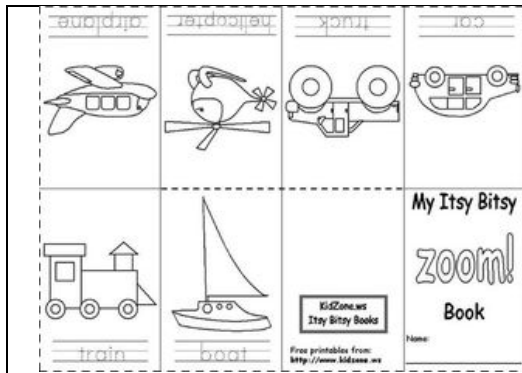 airplane
helicopter
truck
car
train
boat
KidZone.ws
Itsy Bitsy Books
Free printables from:
http://www.kidzone.ws
My Itsy Bitsy
ZOOM!
Book
Name: